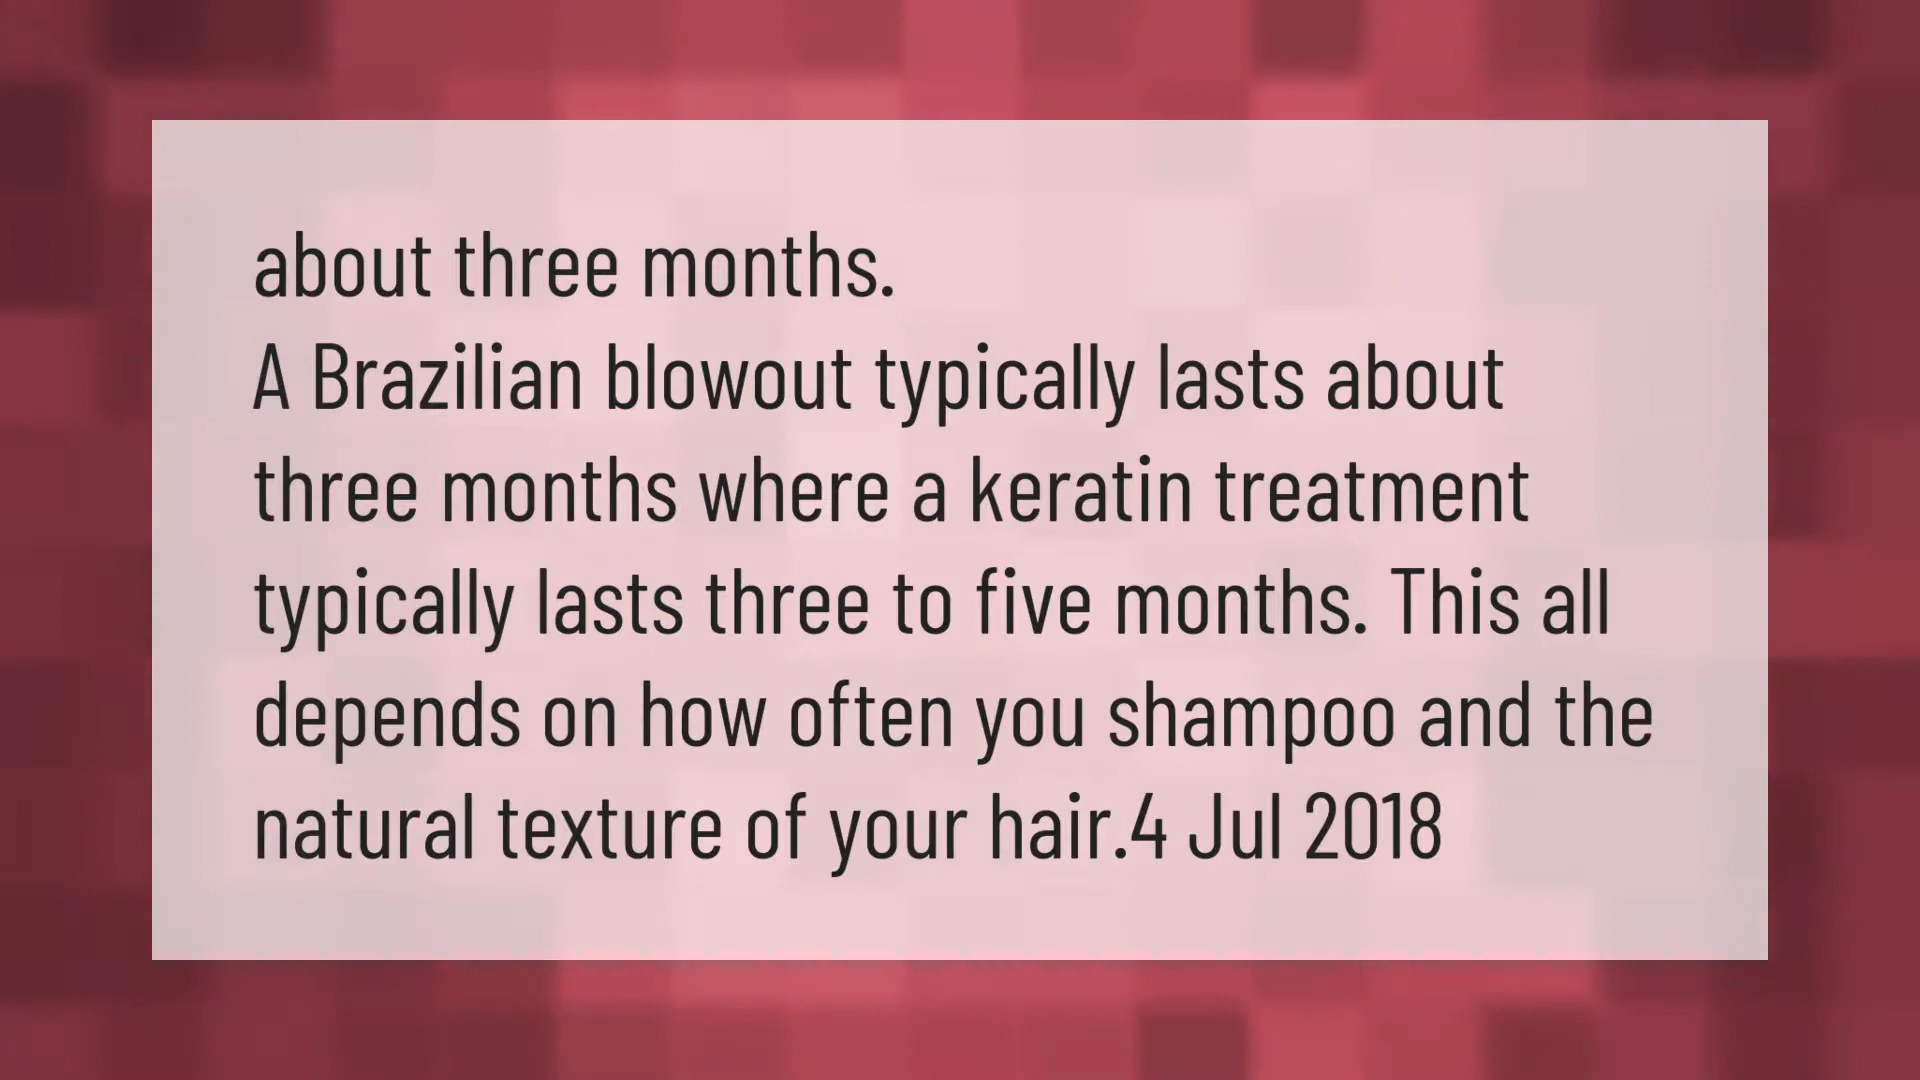 about three months.
A Brazilian blowout typically lasts about
three months where a keratin treatment
typically lasts three to five months. This all
depends on how often you shampoo and the
natural texture of your hair.4 Jul 2018